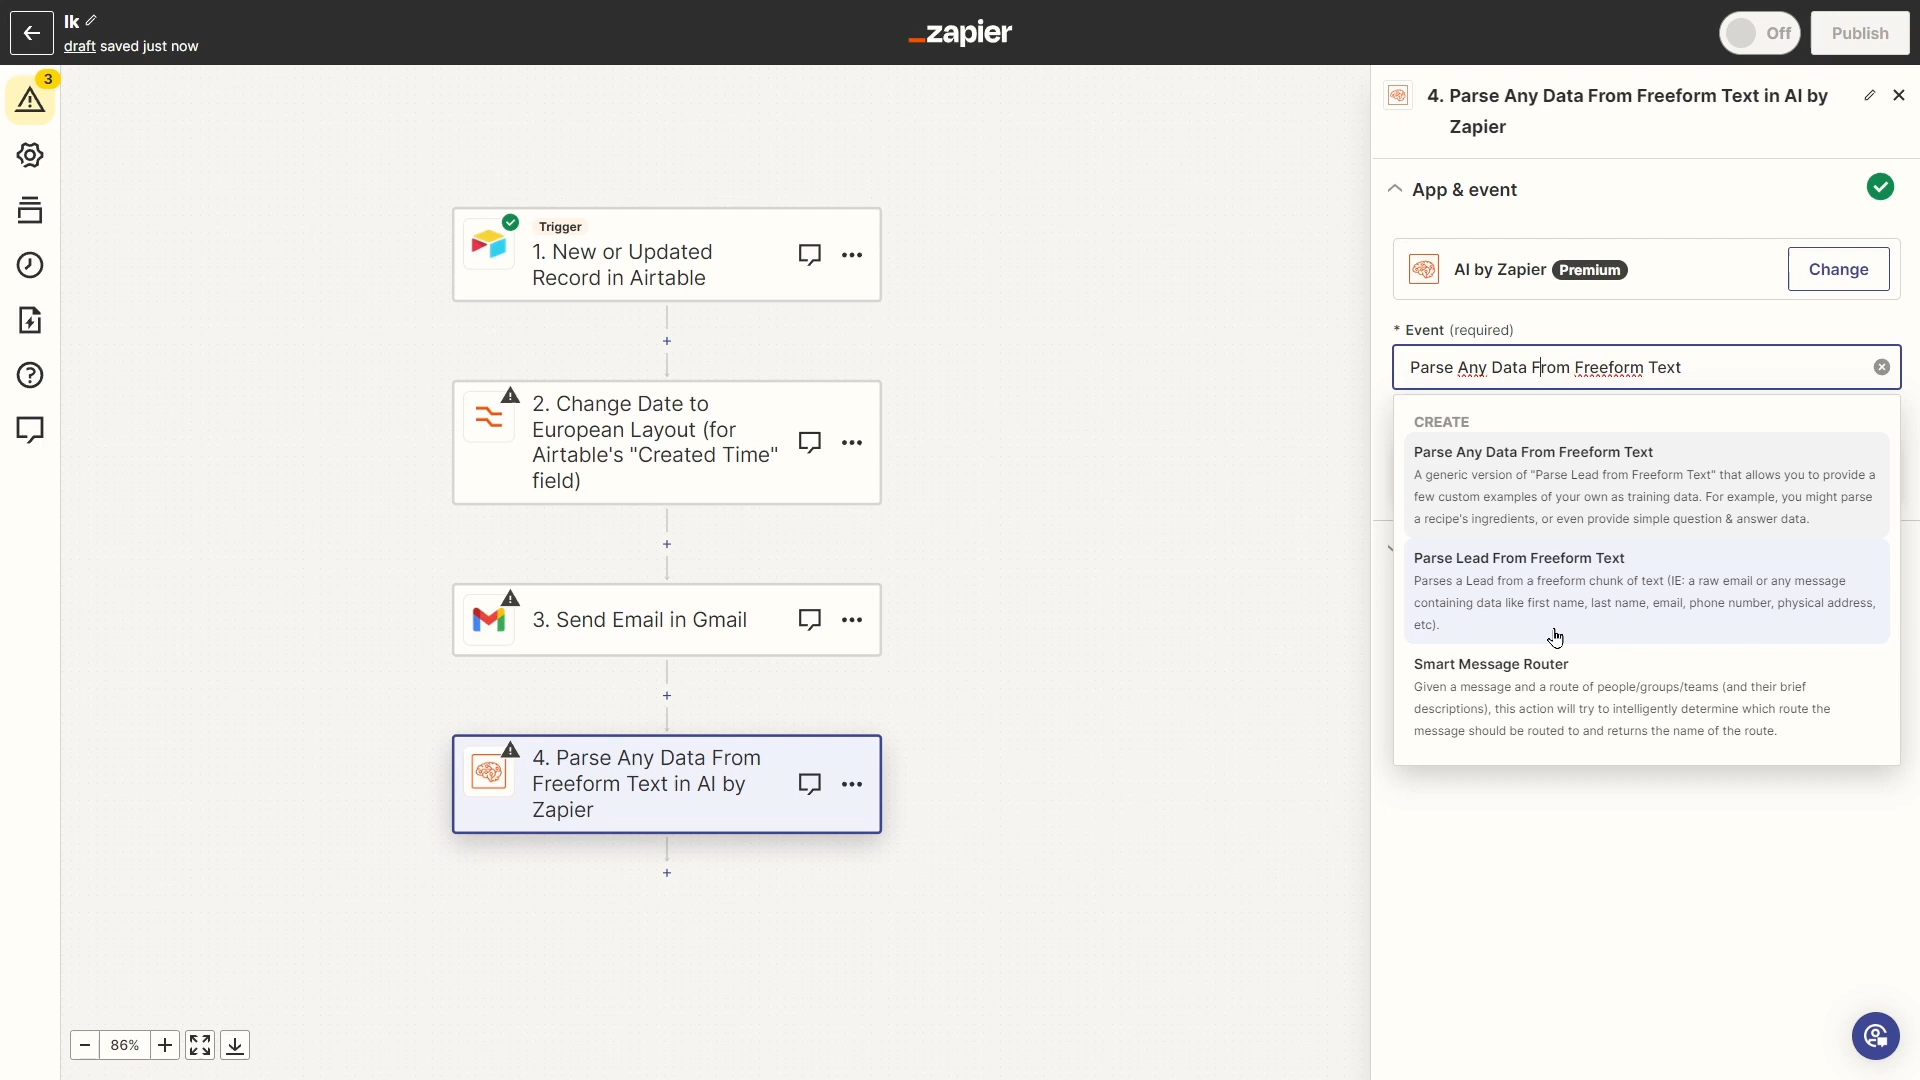 lk
draft saved just now
zapier
Off
Publish
3
Trigger
1. New or Updated
Record in Airtable
2. Change Date to
European Layout (for
Airtable's "Created Time"
field)
3. Send Email in Gmail
4. Parse Any Data From
Freeform Text in AI by
Zapier
86%
4. Parse Any Data From Freeform Text in AI by
Zapier
App & event
AI by Zapier Premium
Change
* Event (required)
Parse Any Data From Freeform Text
CREATE
Parse Any Data From Freeform Text
A generic version of "Parse Lead from Freeform Text" that allows you to provide a
few custom examples of your own as training data. For example, you might parse
a recipe's ingredients, or even provide simple question & answer data.
Parse Lead From Freeform Text
Parses a Lead from a freeform chunk of text (IE: a raw email or any message
containing data like first name, last name, email, phone number, physical address,
etc).
Smart Message Router
Given a message and a route of people/groups/teams (and their brief
descriptions), this action will try to intelligently determine which route the
message should be routed to and returns the name of the route.